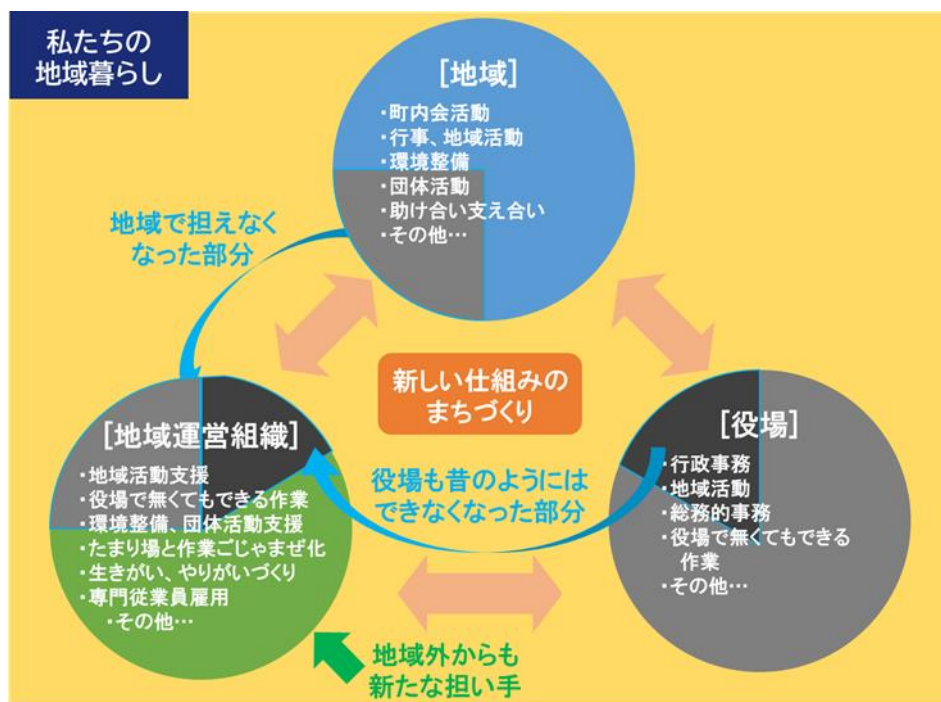 私たちの
地域暮らし
[地域]
・町内会活動
・行事、地域活動
・環境整備
・団体活動
・助け合い支え合い
・その他…
地域で担えなく
なった部分
新しい仕組みの
まちづくり
[地域運営組織]
・地域活動支援
・役場で無くてもできる作業
・環境整備、団体活動支援
・たまり場と作業ごじゃまぜ化
・生きがい、やりがいづくり
・専門従業員雇用
・その他…
役場も昔のようには
できなくなった部分
[役場]
・行政事務
・地域活動
・総務的事務
・役場で無くてもできる
作業
・その他…
地域外からも
新たな担い手